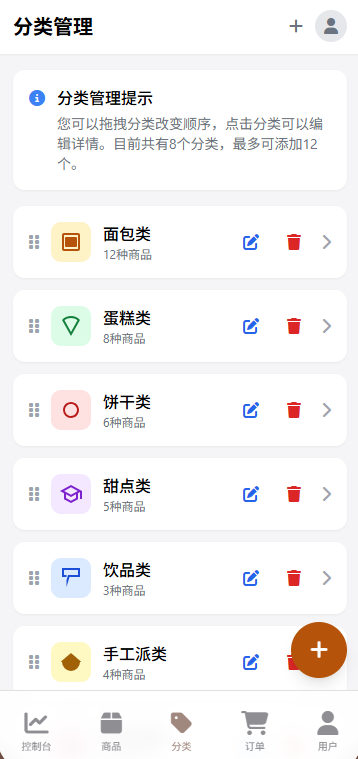 分类管理
分类管理提示
您可以拖拽分类改变顺序，点击分类可以编
辑详情。目前共有8个分类，最多可添加12
个。
面包类
12种商品
蛋糕类
8种商品
饼干类
6种商品
甜点类
5种商品
饮品类
3种商品
手工派类
4种商品
控制台
商品
分类
订单
用户